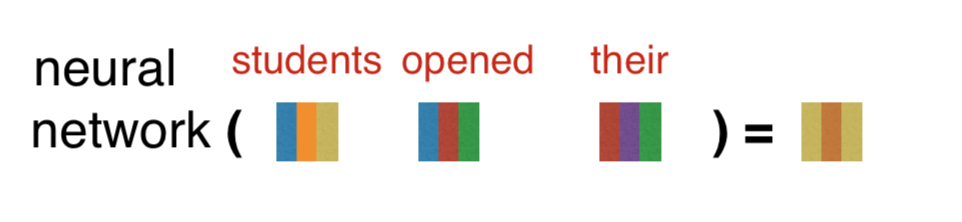 neural students opened their
network ( ) =